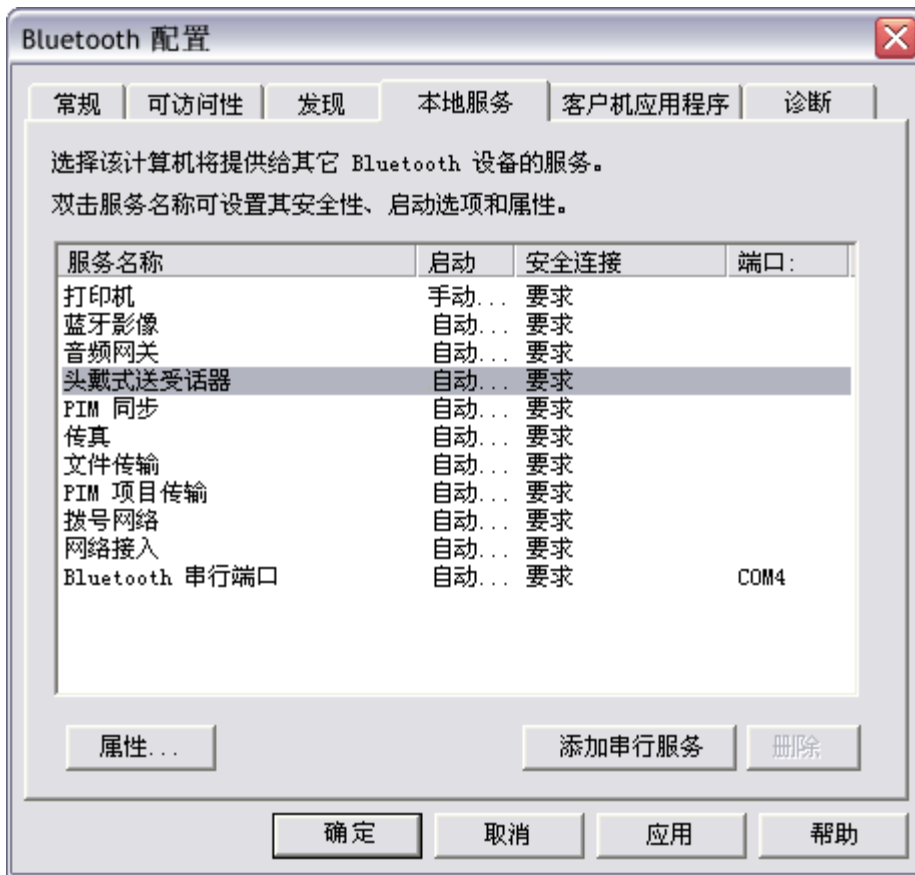 Bluetooth 配置
常规 可访问性 发现 本地服务 客户机应用程序 诊断
选择该计算机将提供给其它 Bluetooth 设备的服务。
双击服务名称可设置其安全性、启动选项和属性。
服务名称 启动 安全连接 端口:
打印机 手动... 要求
蓝牙影像 自动... 要求
音频网关 自动... 要求
头戴式送受话器 自动... 要求
PIM 同步 自动... 要求
传真 自动... 要求
文件传输 自动... 要求
PIM 项目传输 自动... 要求
拨号网络 自动... 要求
网络接入 自动... 要求
Bluetooth 串行端口 自动... 要求 COM4
属性... 添加串行服务 删除
确定 取消 应用 帮助